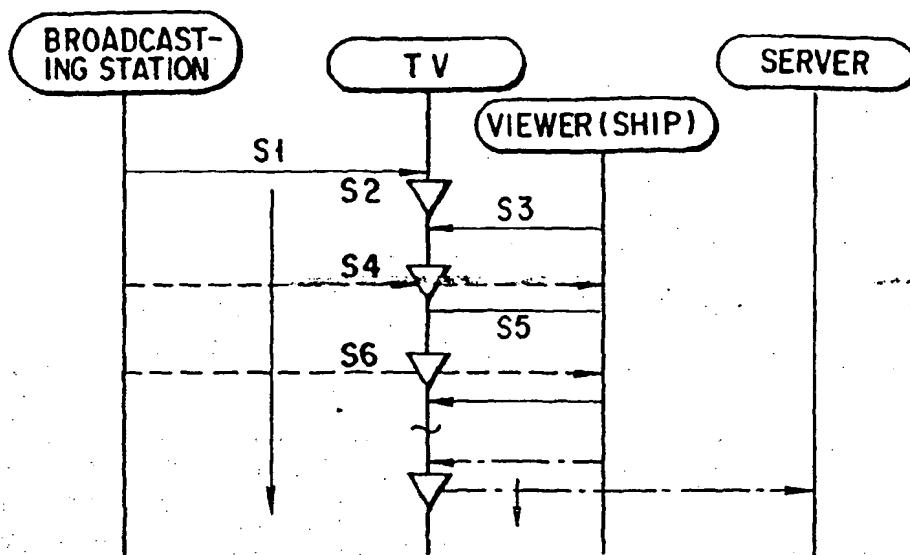 BROADCAST-
ING STATION
TV
VIEWER(SHIP)
SERVER
S1
S2
S3
S4
S5
S6